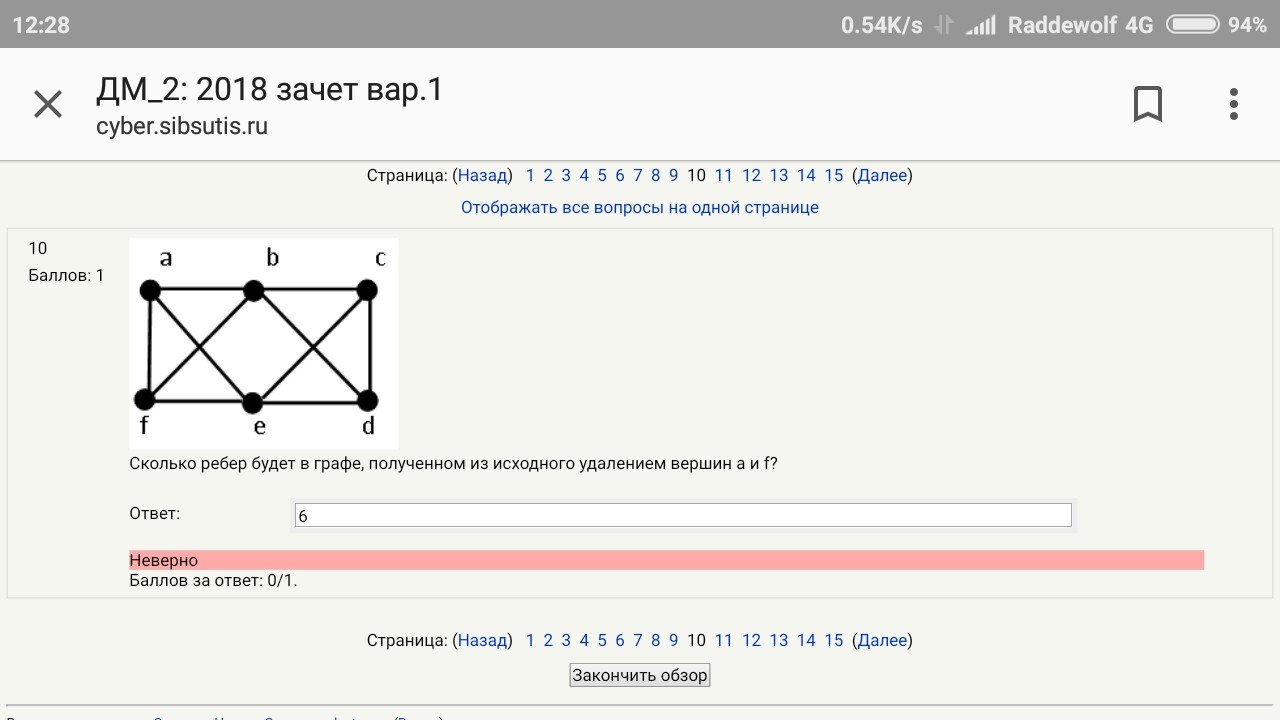 12:28 0.54K/s Raddewolf 4G 94%
ДМ_2: 2018 зачет вар.1
cyber.sibsutis.ru
Страница: (Назад) 1 2 3 4 5 6 7 8 9 10 11 12 13 14 15 (Далее)
Отображать все вопросы на одной странице
10
Баллов: 1
a b c
f e d
Сколько ребер будет в графе, полученном из исходного удалением вершин a и f?
Ответ: 6
Неверно
Баллов за ответ: 0/1.
Страница: (Назад) 1 2 3 4 5 6 7 8 9 10 11 12 13 14 15 (Далее)
Закончить обзор